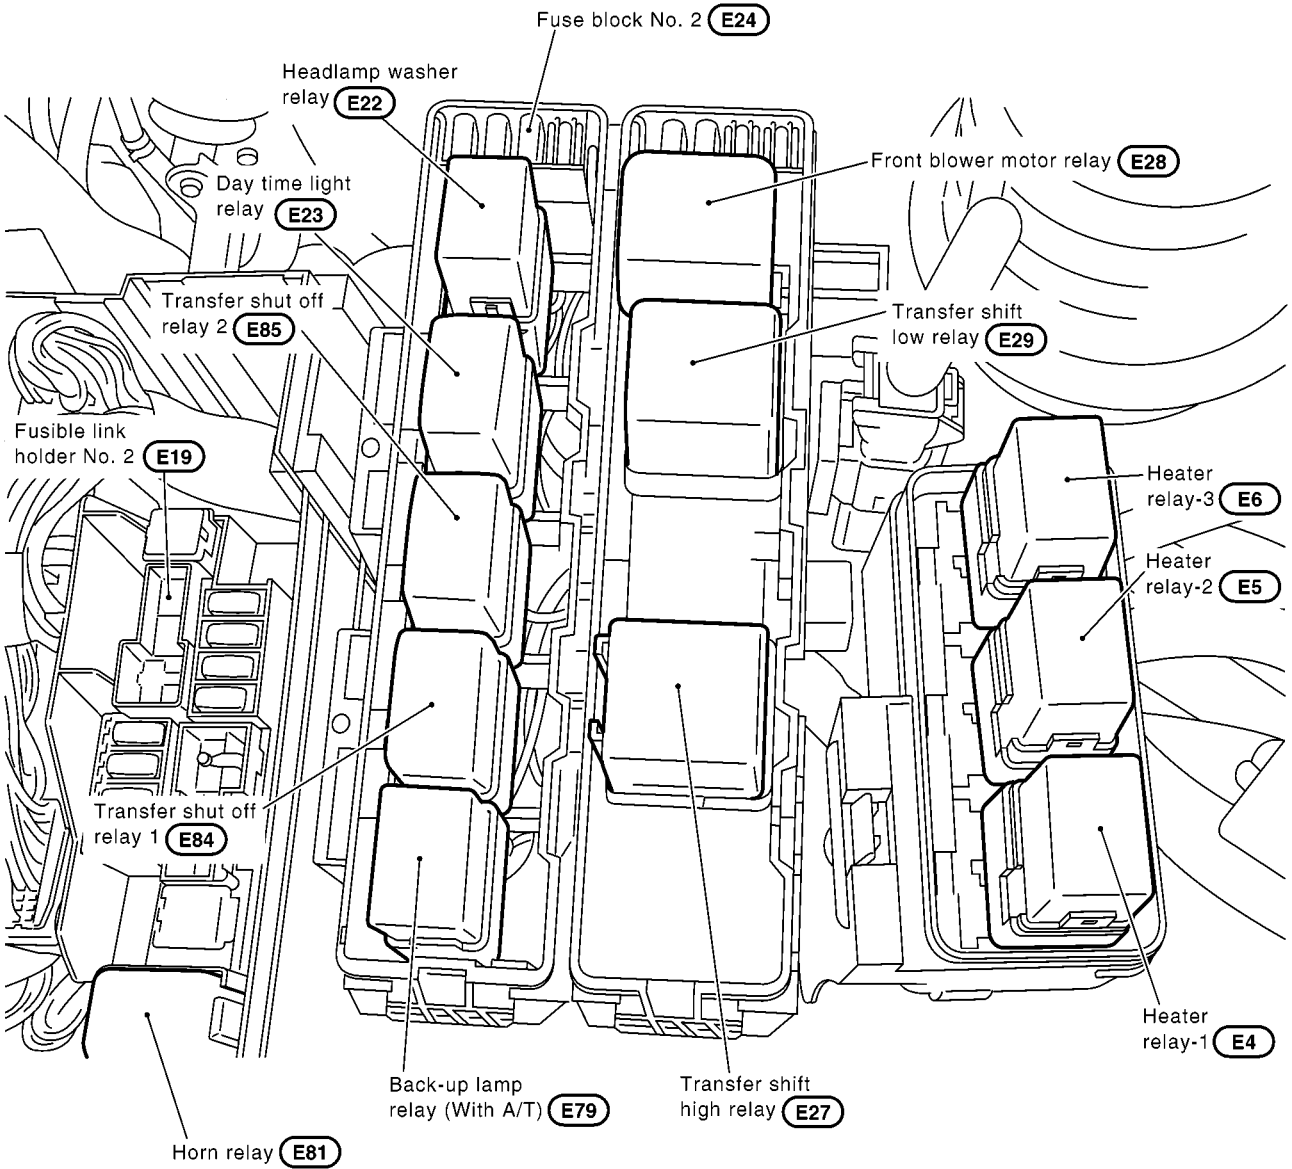 Fuse block No. 2 E24
Headlamp washer
relay E22
Front blower motor relay E28
Day time light
relay E23
Transfer shut off
relay 2 E85
Transfer shift
low relay E29
Fusible link
holder No. 2 E19
Heater
relay-3 E6
Heater
relay-2 E5
Transfer shut off
relay 1 E84
Heater
relay-1 E4
Back-up lamp
relay (With A/T) E79
Transfer shift
high relay E27
Horn relay E81